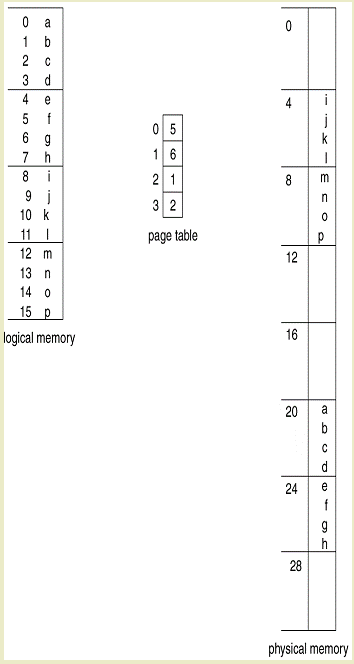 0 a
1 b
2 c
3 d
4 e
5 f
6 g
7 h
8 i
9 j
10 k
11 l
12 m
13 n
14 o
15 p
logical memory
0 5
1 6
2 1
3 2
page table
0
4 i
j
k
l
8 m
n
o
p
12
16
20 a
b
c
d
24 e
f
g
h
28
physical memory